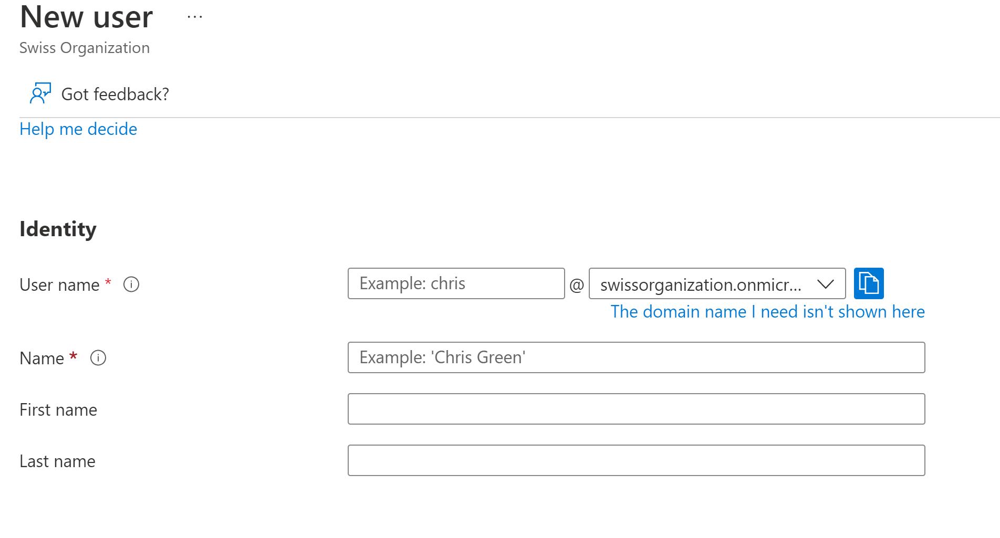 New user ...
Swiss Organization
Got feedback?
Help me decide
Identity
User name * @ swissorganization.onmicr...
Example: chris
The domain name I need isn't shown here
Name * Example: 'Chris Green'
First name
Last name